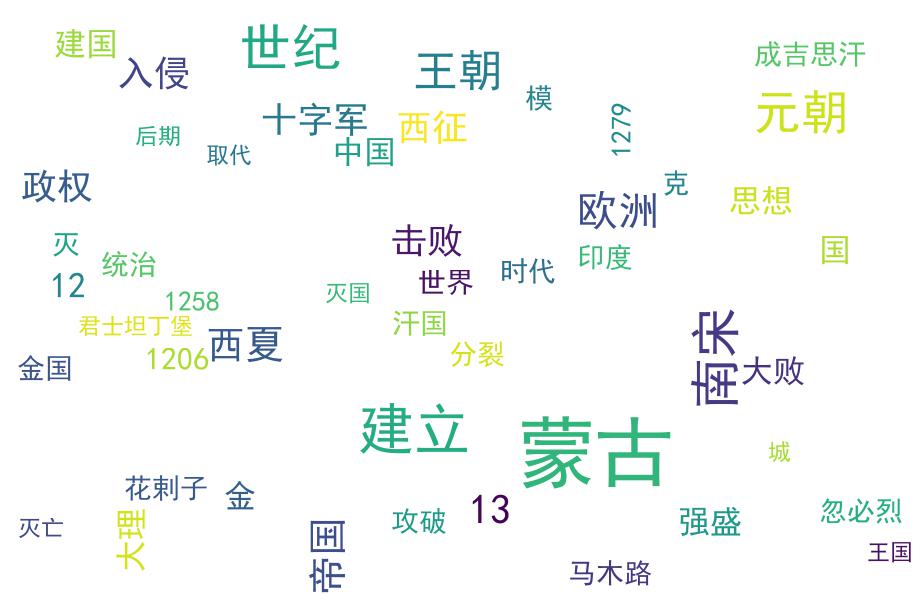 建国
世纪
入侵
王朝
成吉思汗
模
元朝
后期
十字军
西征
1279
取代
中国
政权
克
思想
欧洲
灭
击败
国
统治
印度
12
世界
时代
1258
灭国
君士坦丁堡
汗国
1206
西夏
金国
分裂
南宋
大败
建立
蒙古
城
花剌子
金
13
灭亡
大理
攻破
强盛
忽必烈
帝国
王国
马木路